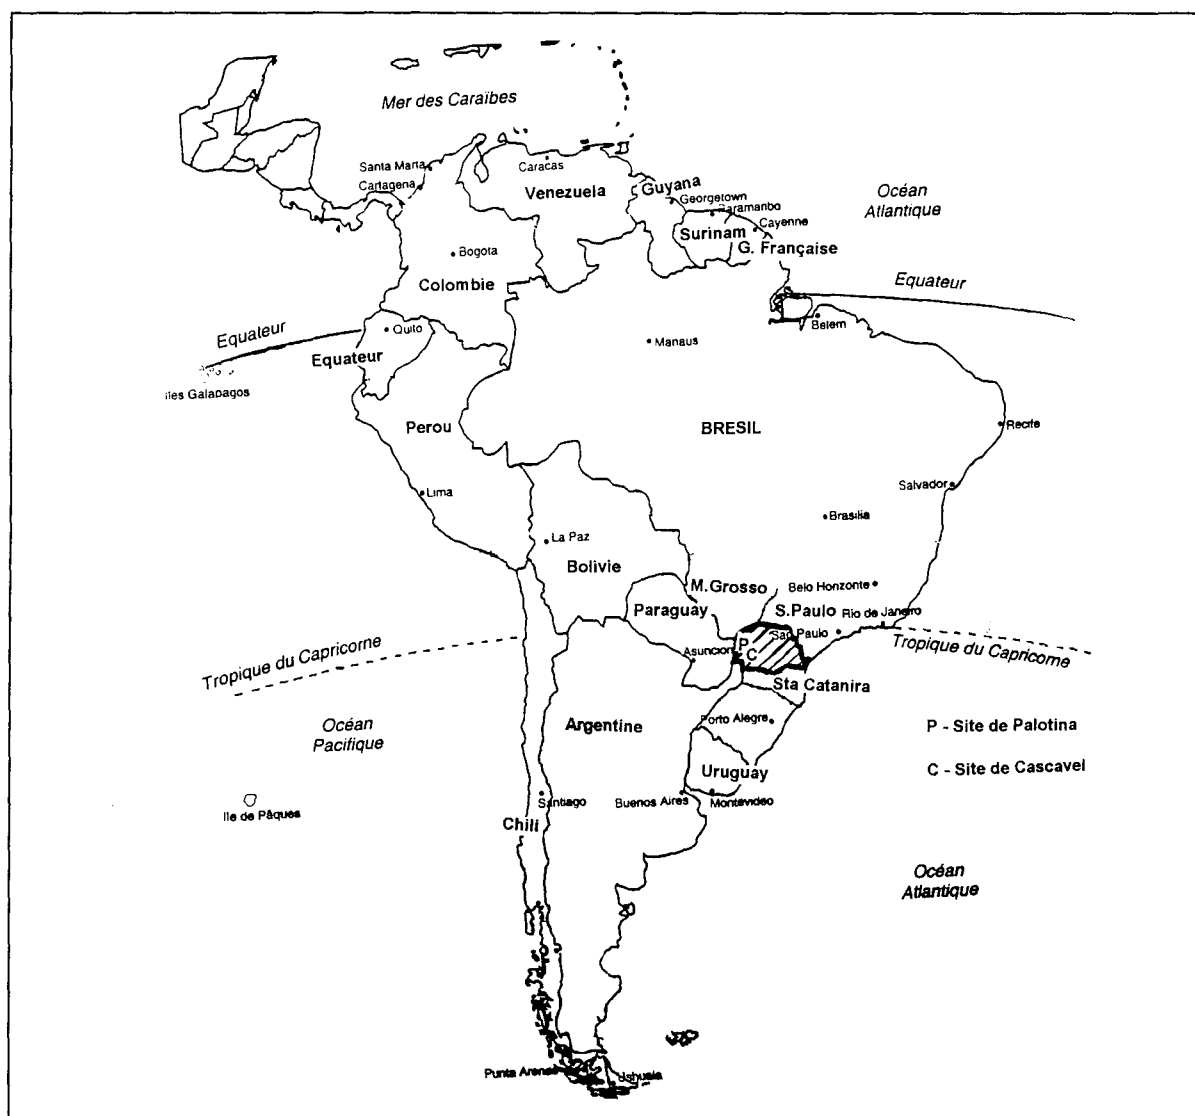 Mer des Caraïbes
Santa Marta
Cartagena
Caracas
Venezuela
Guyana
Georgetown
Paramaribo
Cayenne
Surinam
G. Française
Océan
Atlantique
Bogota
Colombie
Equateur
Equateur
Quito
Equateur
Belem
Manaus
Iles Galapagos
Perou
BRESIL
Recife
Lima
Salvador
Brasilia
La Paz
Bolivie
M.Grosso
Belo Horizonte
Paraguay
S.Paulo
Rio de Janeiro
Sao Paulo
P
C
Asuncion
Tropique du Capricorne
Tropique du Capricorne
Sta Catanira
Océan
Pacifique
Argentine
Porto Alegre
P - Site de Palotina
C - Site de Cascavel
Uruguay
Santiago
Buenos Aires
Montevideo
Ile de Pâques
Chili
Océan
Atlantique
Punta Arenas
Ushuaia